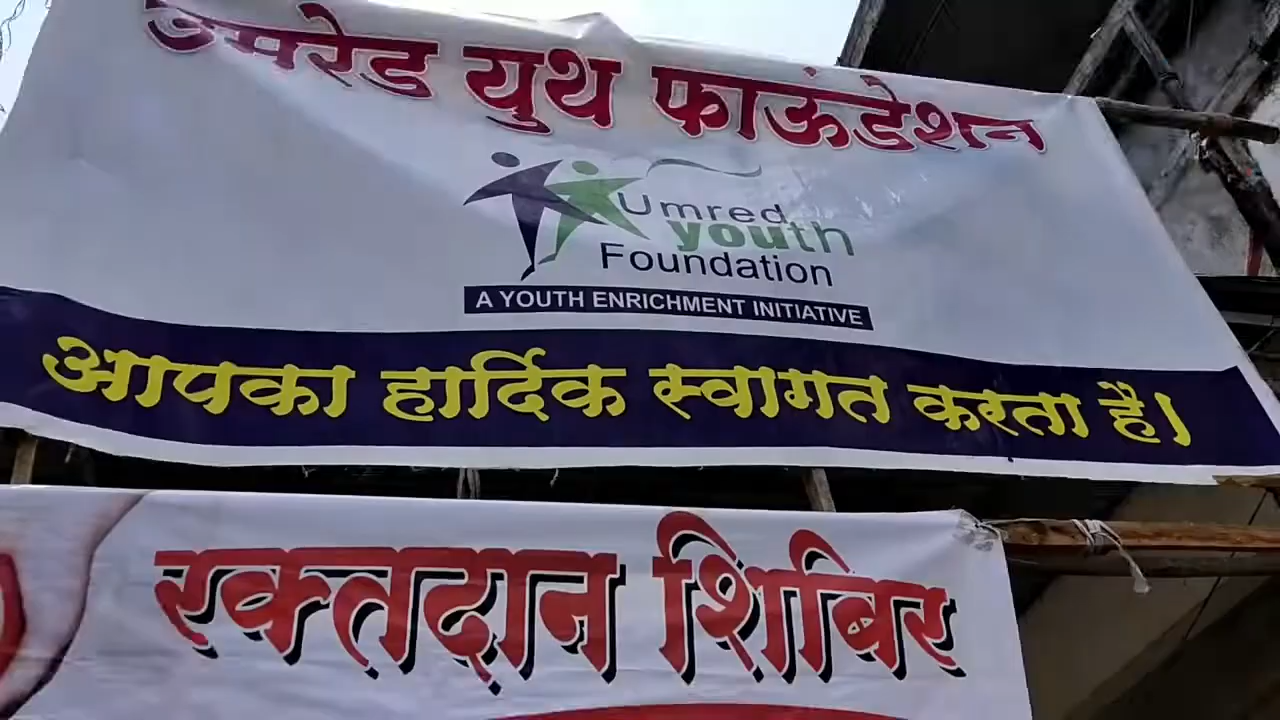 उमरेड युथ फाऊंडेशन
Umred
youth
Foundation
A YOUTH ENRICHMENT INITIATIVE
आपका हार्दिक स्वागत करता है।
रक्तदान शिबिर